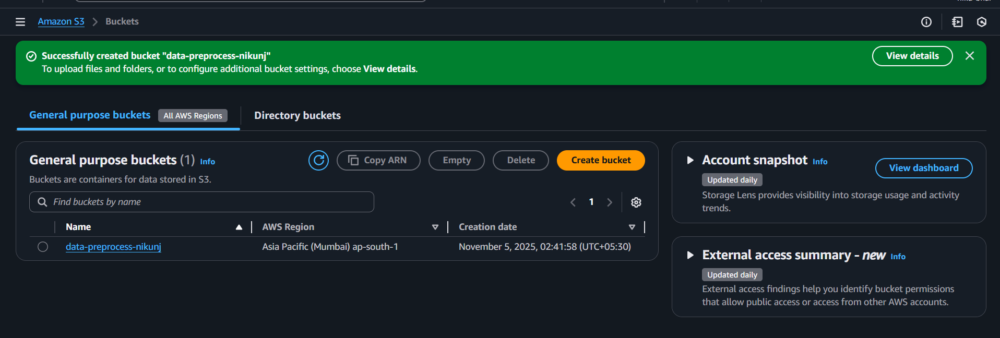 Amazon S3 > Buckets
Successfully created bucket "data-preprocess-nikunj"
To upload files and folders, or to configure additional bucket settings, choose View details.
View details
General purpose buckets All AWS Regions
Directory buckets
General purpose buckets (1) Info
Copy ARN
Empty
Delete
Create bucket
Buckets are containers for data stored in S3.
Find buckets by name
1
Name AWS Region Creation date
data-preprocess-nikunj Asia Pacific (Mumbai) ap-south-1 November 5, 2025, 02:41:58 (UTC+05:30)
Account snapshot Info
View dashboard
Updated daily
Storage Lens provides visibility into storage usage and activity
trends.
External access summary - new Info
Updated daily
External access findings help you identify bucket permissions
that allow public access or access from other AWS accounts.